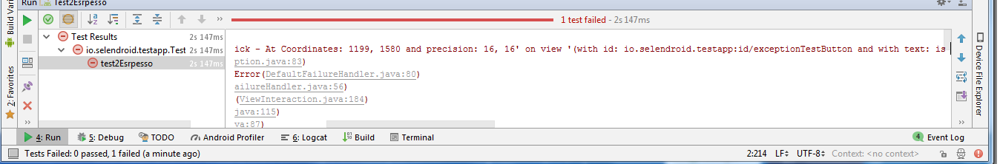 Run Test2Esrpesso
Build Vari
2: Favorites
1 test failed - 2s 147ms
Test Results 2s 147ms
io.selendroid.testapp.Test 2s 147ms
test2Esrpesso 2s 147ms
ick - At Coordinates: 1199, 1580 and precision: 16, 16' on view '(with id: io.selendroid.testapp:id/exceptionTestButton and with text: is
ption.java:83)
Error(DefaultFailureHandler.java:80)
ailureHandler.java:56)
(ViewInteraction.java:184)
java:115)
va:87)
Device File Explorer
4: Run 5: Debug TODO Android Profiler 6: Logcat Build Terminal 4 Event Log
Tests Failed: 0 passed, 1 failed (a minute ago) 2:214 LF UTF-8 Context: <no context>